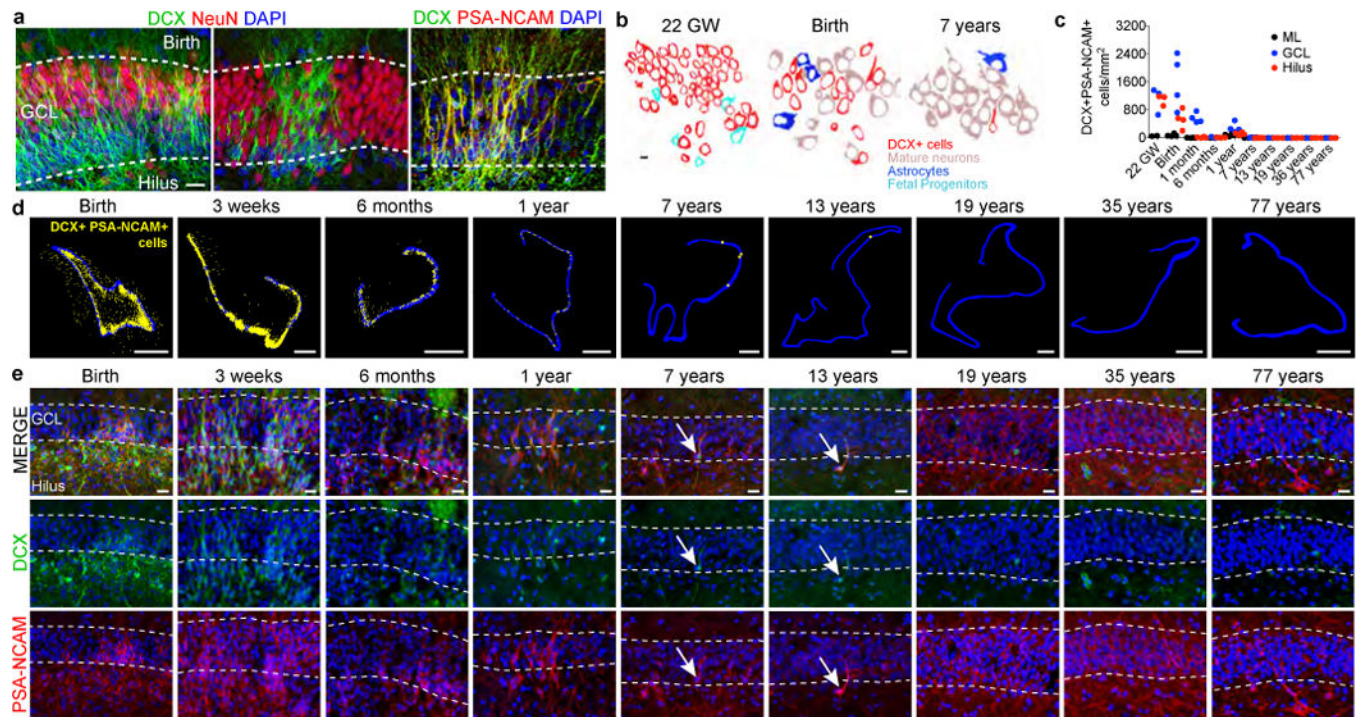 a
DCX NeuN DAPI
DCX PSA-NCAM DAPI
Birth
GCL
Hilus
b
22 GW
Birth
7 years
DCX+ cells
Mature neurons
Astrocytes
Fetal Progenitors
c
DCX+PSA-NCAM+
cells/mm²
3200
2400
1600
800
0
ML
GCL
Hilus
22 GW
Birth
1 month
6 months
1 year
7 years
13 years
19 years
36 years
77 years
d
Birth
3 weeks
6 months
1 year
7 years
13 years
19 years
35 years
77 years
DCX+ PSA-NCAM+
cells
e
Birth
3 weeks
6 months
1 year
7 years
13 years
19 years
35 years
77 years
MERGE
GCL
Hilus
DCX
PSA-NCAM